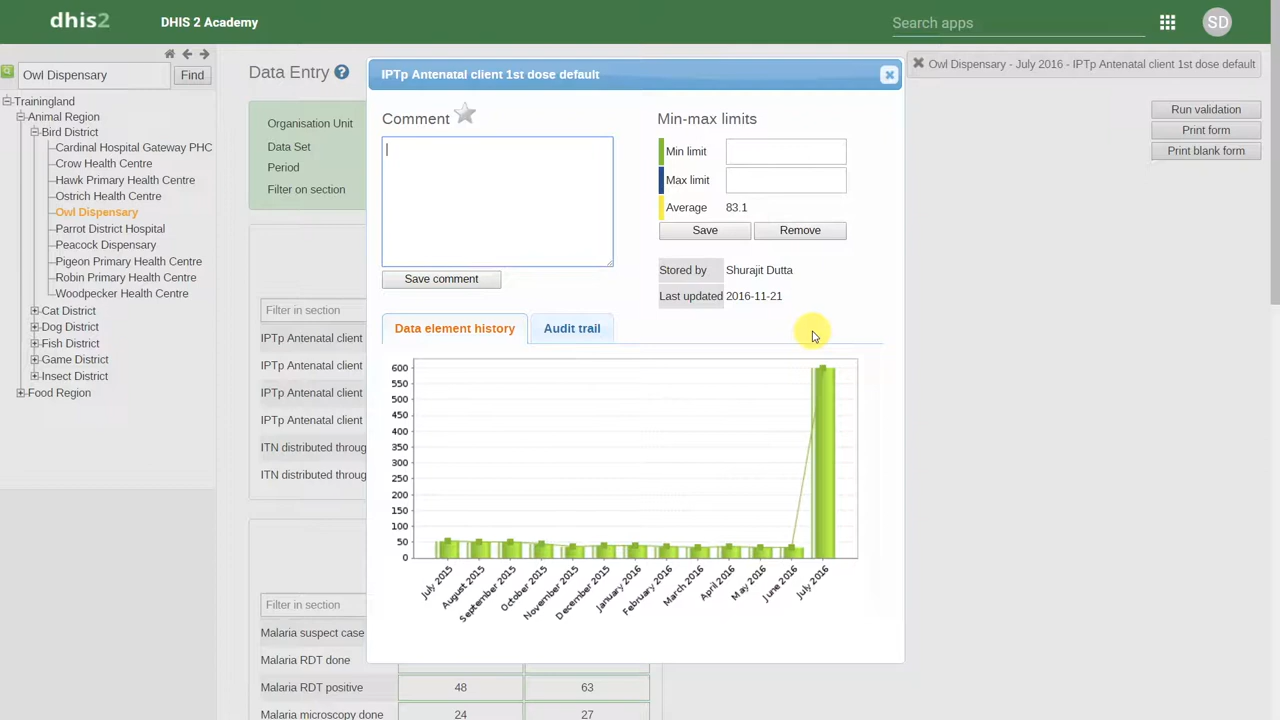 dhis2
DHIS 2 Academy
Search apps
SD
Owl Dispensary
Find
Trainingland
Animal Region
Bird District
Cardinal Hospital Gateway PHC
Crow Health Centre
Hawk Primary Health Centre
Ostrich Health Centre
Owl Dispensary
Parrot District Hospital
Peacock Dispensary
Pigeon Primary Health Centre
Robin Primary Health Centre
Woodpecker Health Centre
Cat District
Dog District
Fish District
Game District
Insect District
Food Region
Data Entry ?
Organisation Unit
Data Set
Period
Filter on section
Filter in section
IPTp Antenatal client
IPTp Antenatal client
IPTp Antenatal client
IPTp Antenatal client
ITN distributed throug
ITN distributed throug
Filter in section
Malaria suspect case
Malaria RDT done
Malaria RDT positive 48 63
Malaria microscopy done 24 27
IPTp Antenatal client 1st dose default
Comment
Save comment
Min-max limits
Min limit
Max limit
Average 83.1
Save Remove
Stored by Shurajit Dutta
Last updated 2016-11-21
Data element history
Audit trail
600
550
500
450
400
350
300
250
200
150
100
50
0
July 2015
August 2015
September 2015
October 2015
November 2015
December 2015
January 2016
February 2016
March 2016
April 2016
May 2016
June 2016
July 2016
Owl Dispensary - July 2016 - IPTp Antenatal client 1st dose default
Run validation
Print form
Print blank form